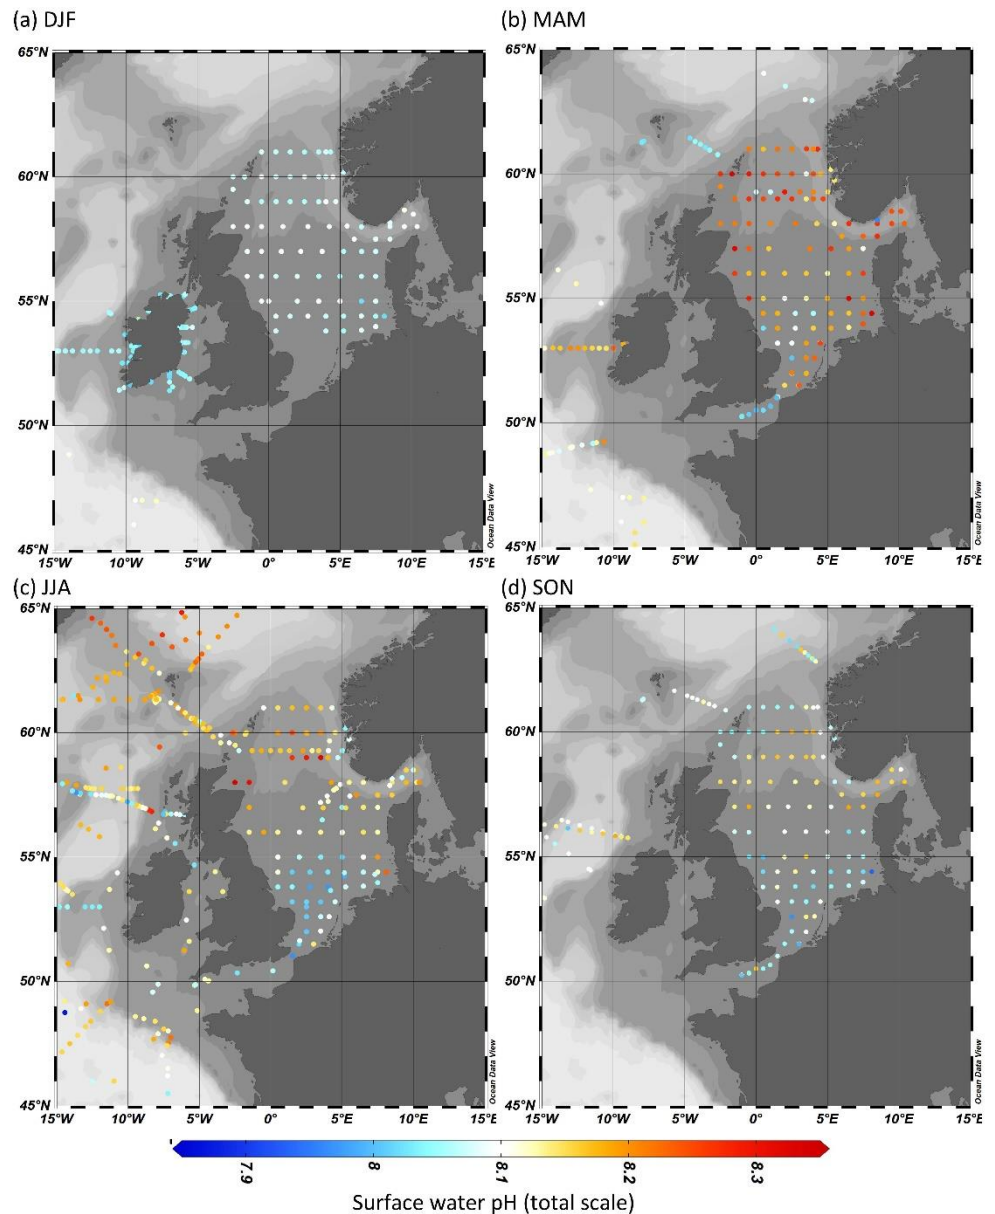 (a) DJF
(b) MAM
65°N
65°N
60°N
60°N
55°N
55°N
50°N
50°N
45°N
45°N
Ocean Data View
Ocean Data View
15°W 10°W 5°W 0° 5°E 10°E 15°E
15°W 10°W 5°W 0° 5°E 10°E 15°E
(c) JJA
(d) SON
65°N
65°N
60°N
60°N
55°N
55°N
50°N
50°N
45°N
45°N
Ocean Data View
Ocean Data View
15°W 10°W 5°W 0° 5°E 10°E 15°E
15°W 10°W 5°W 0° 5°E 10°E 15°E
7.9 8 8.1 8.2 8.3
Surface water pH (total scale)